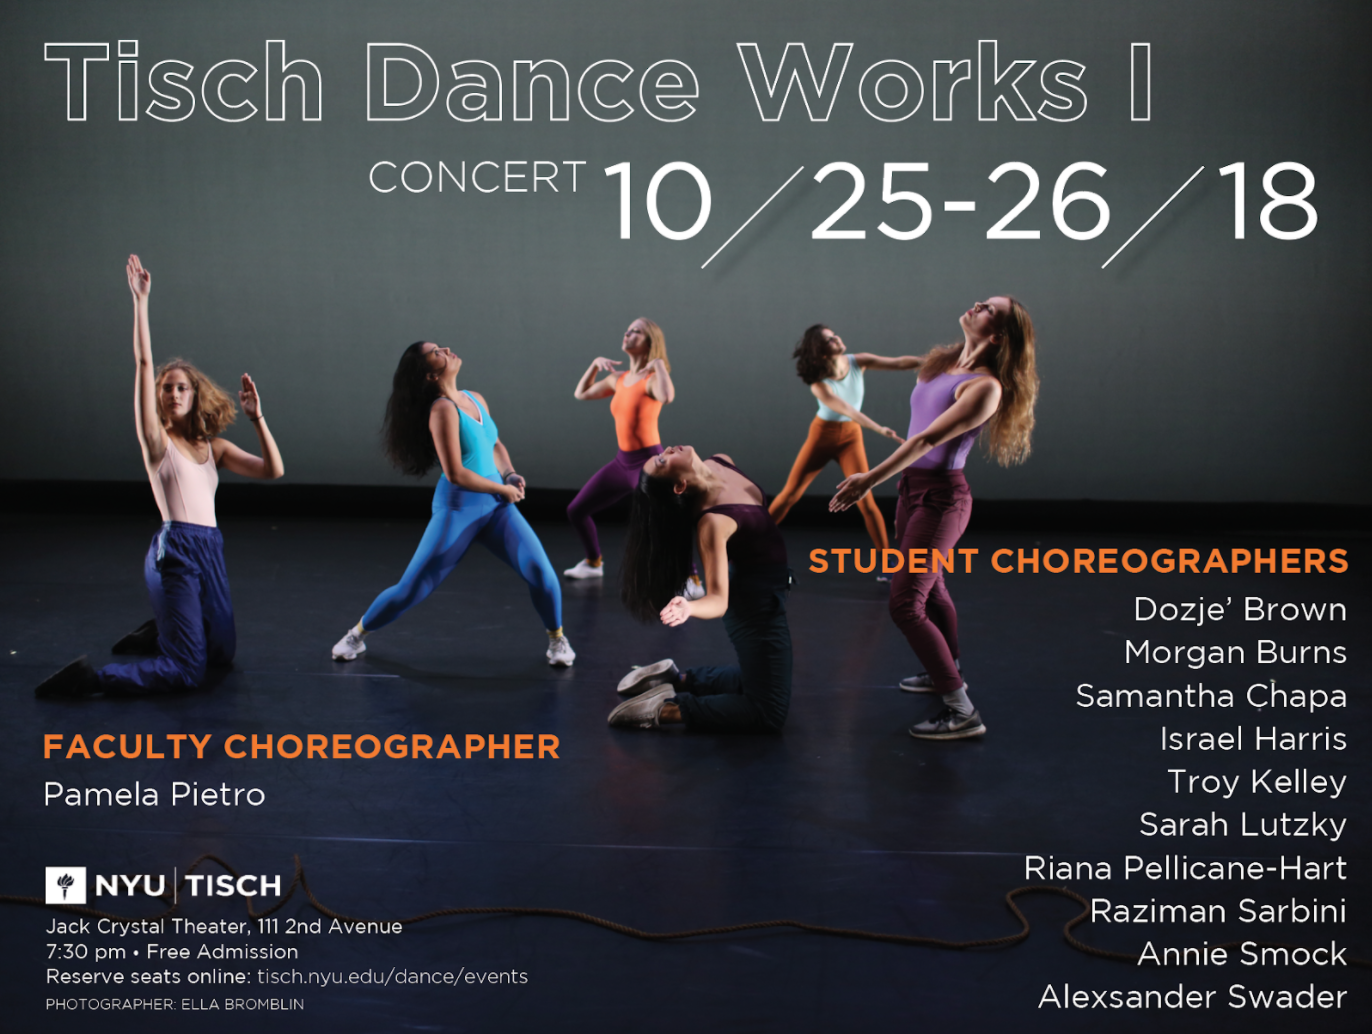 Tisch Dance Works I
CONCERT 10/25-26/18
STUDENT CHOREOGRAPHERS
Dozje’ Brown
Morgan Burns
Samantha Chapa
Israel Harris
Troy Kelley
Sarah Lutzky
Riana Pellicane-Hart
Raziman Sarbini
Annie Smock
Alexsander Swader
FACULTY CHOREOGRAPHER
Pamela Pietro
NYU | TISCH
Jack Crystal Theater, 111 2nd Avenue
7:30 pm • Free Admission
Reserve seats online: tisch.nyu.edu/dance/events
PHOTOGRAPHER: ELLA BROMBLIN